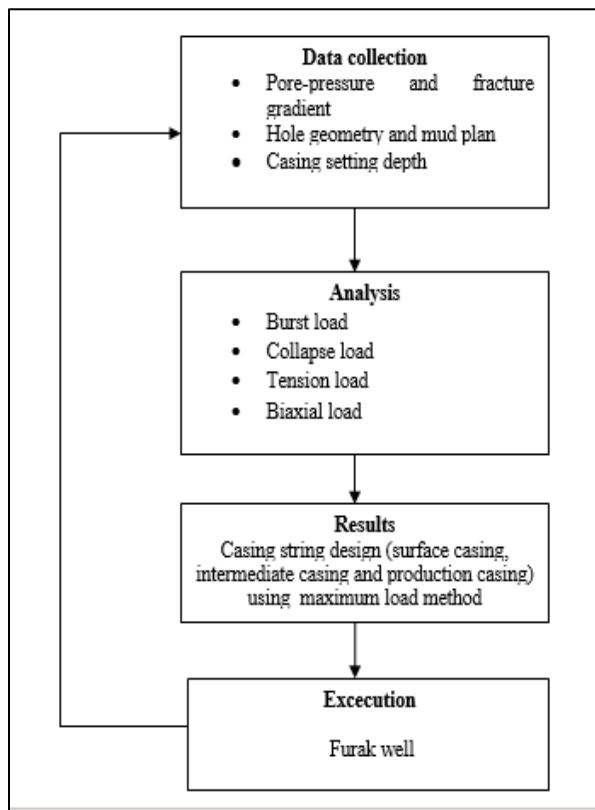 Data collection
• Pore-pressure and fracture
gradient
• Hole geometry and mud plan
• Casing setting depth
Analysis
• Burst load
• Collapse load
• Tension load
• Biaxial load
Results
Casing string design (surface casing,
intermediate casing and production casing)
using maximum load method
Excecution
Furak well